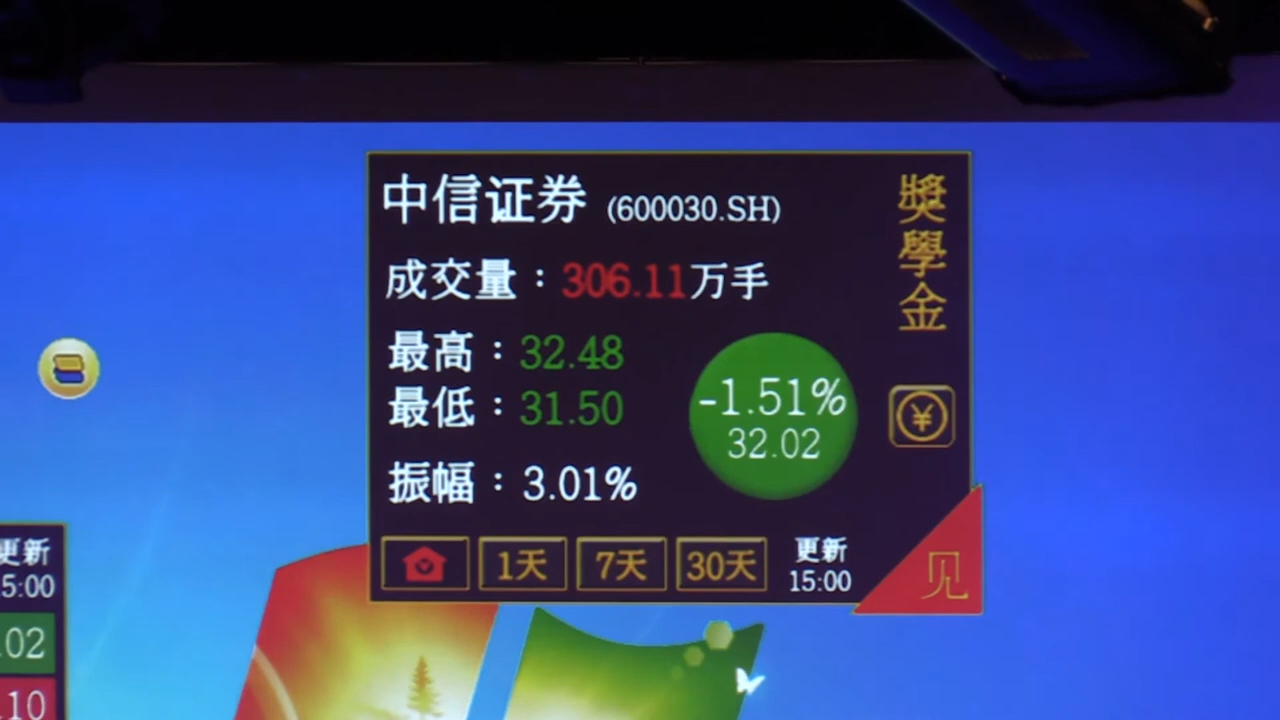 中信证券 (600030.SH)
成交量：306.11万手
最高：32.48
最低：31.50
振幅：3.01%
-1.51%
32.02
獎學金
¥
1天 7天 30天
更新
15:00
见
更新
5:00
.02
.10